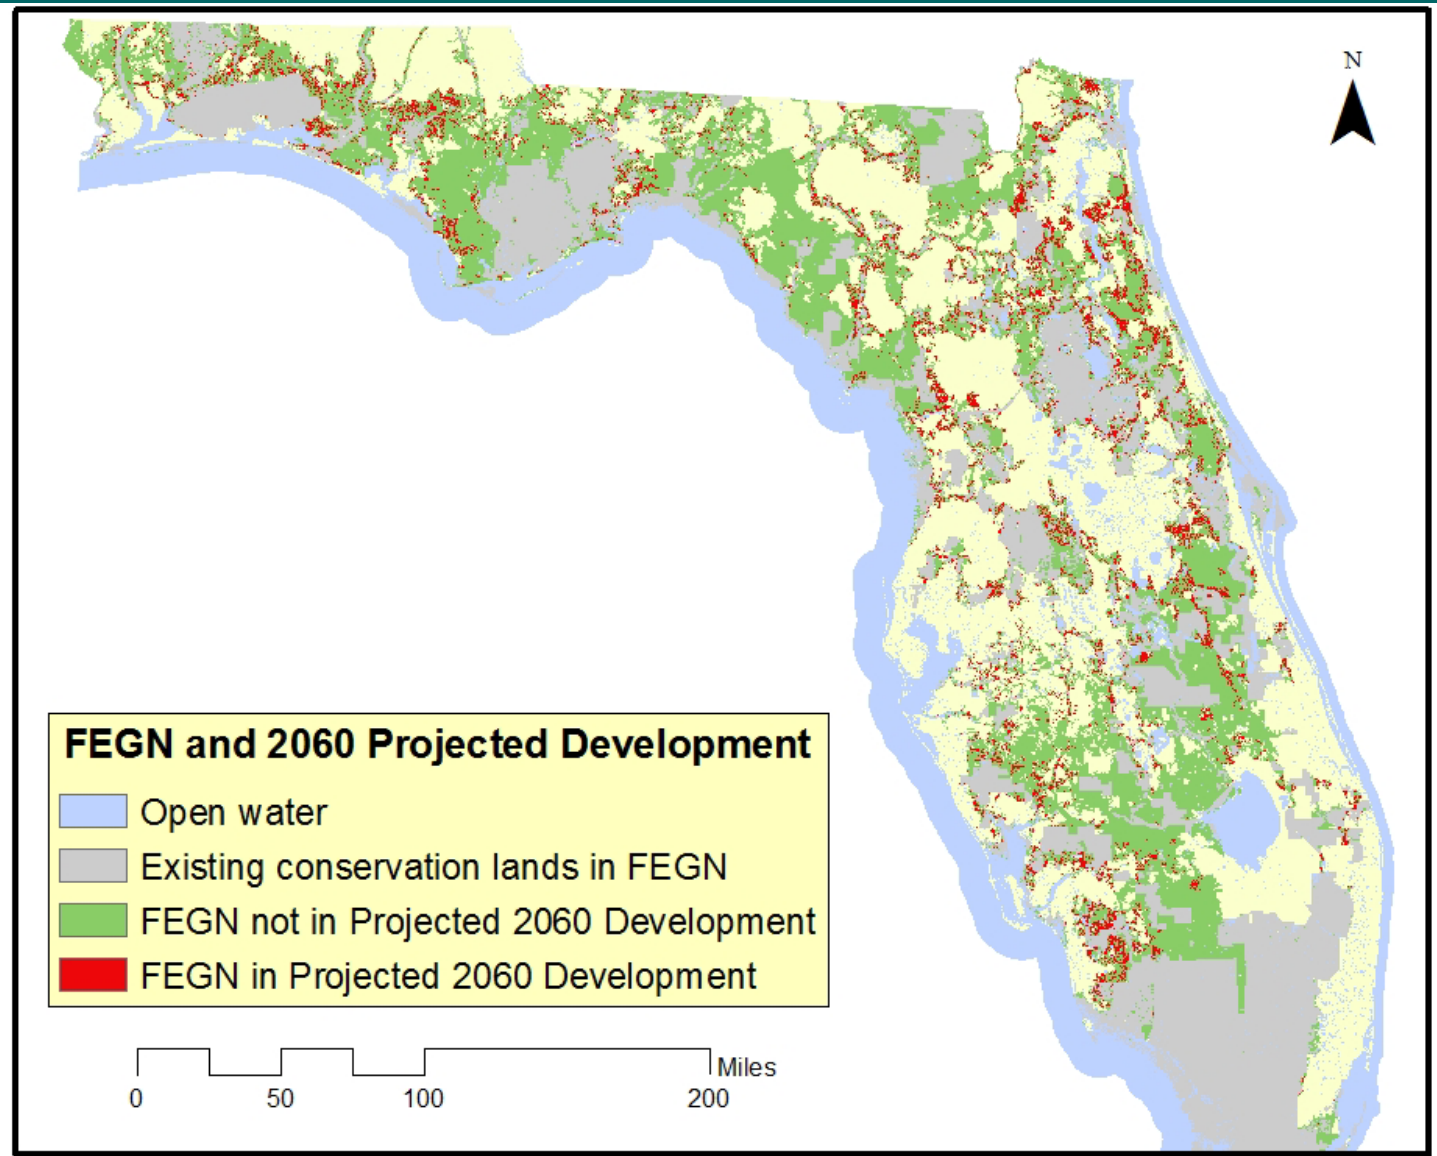 N
FEGN and 2060 Projected Development
Open water
Existing conservation lands in FEGN
FEGN not in Projected 2060 Development
FEGN in Projected 2060 Development
Miles
0 50 100 200